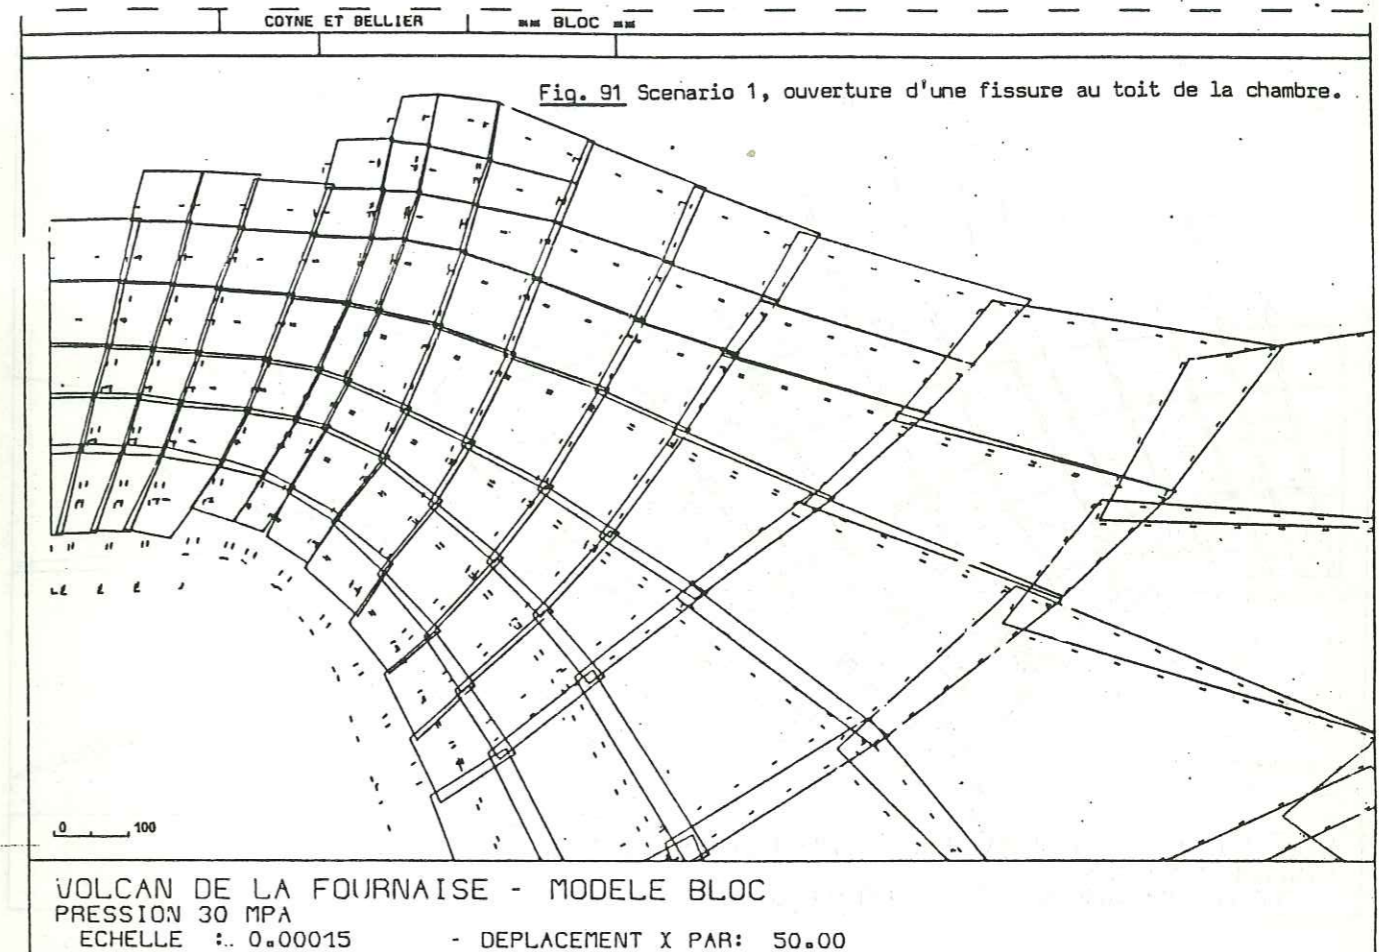 COYNE ET BELLIER
** BLOC **
Fig. 91 Scenario 1, ouverture d'une fissure au toit de la chambre.
0 100
VOLCAN DE LA FOURNAISE - MODELE BLOC
PRESSION 30 MPA
ECHELLE :. 0.00015 - DEPLACEMENT X PAR: 50.00